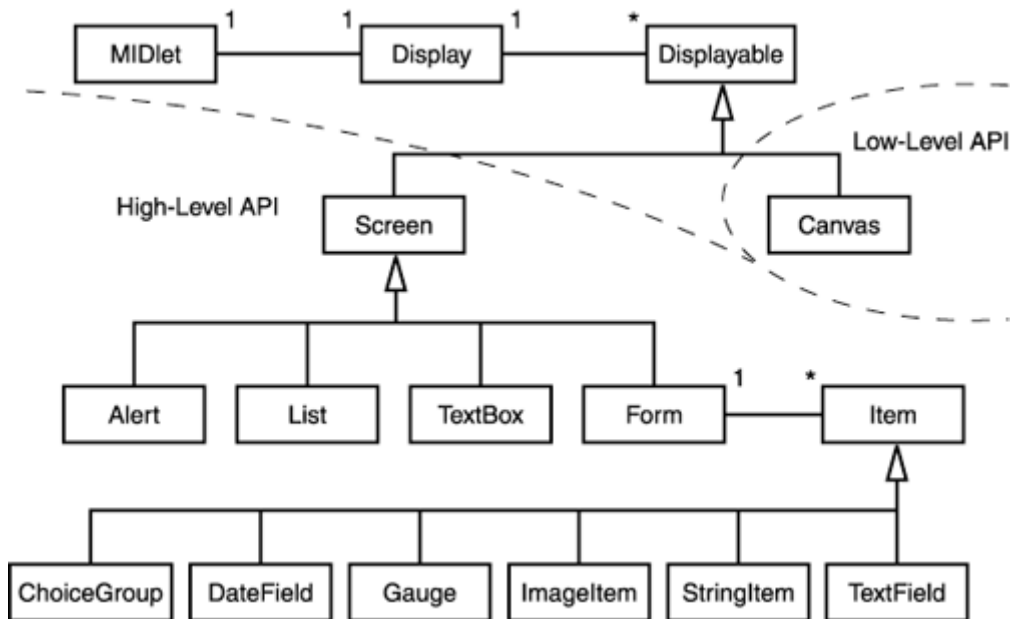 1 1 1 *
MIDlet Display Displayable
Low-Level API
High-Level API
Screen Canvas
1 *
Alert List TextBox Form Item
ChoiceGroup DateField Gauge ImageItem StringItem TextField